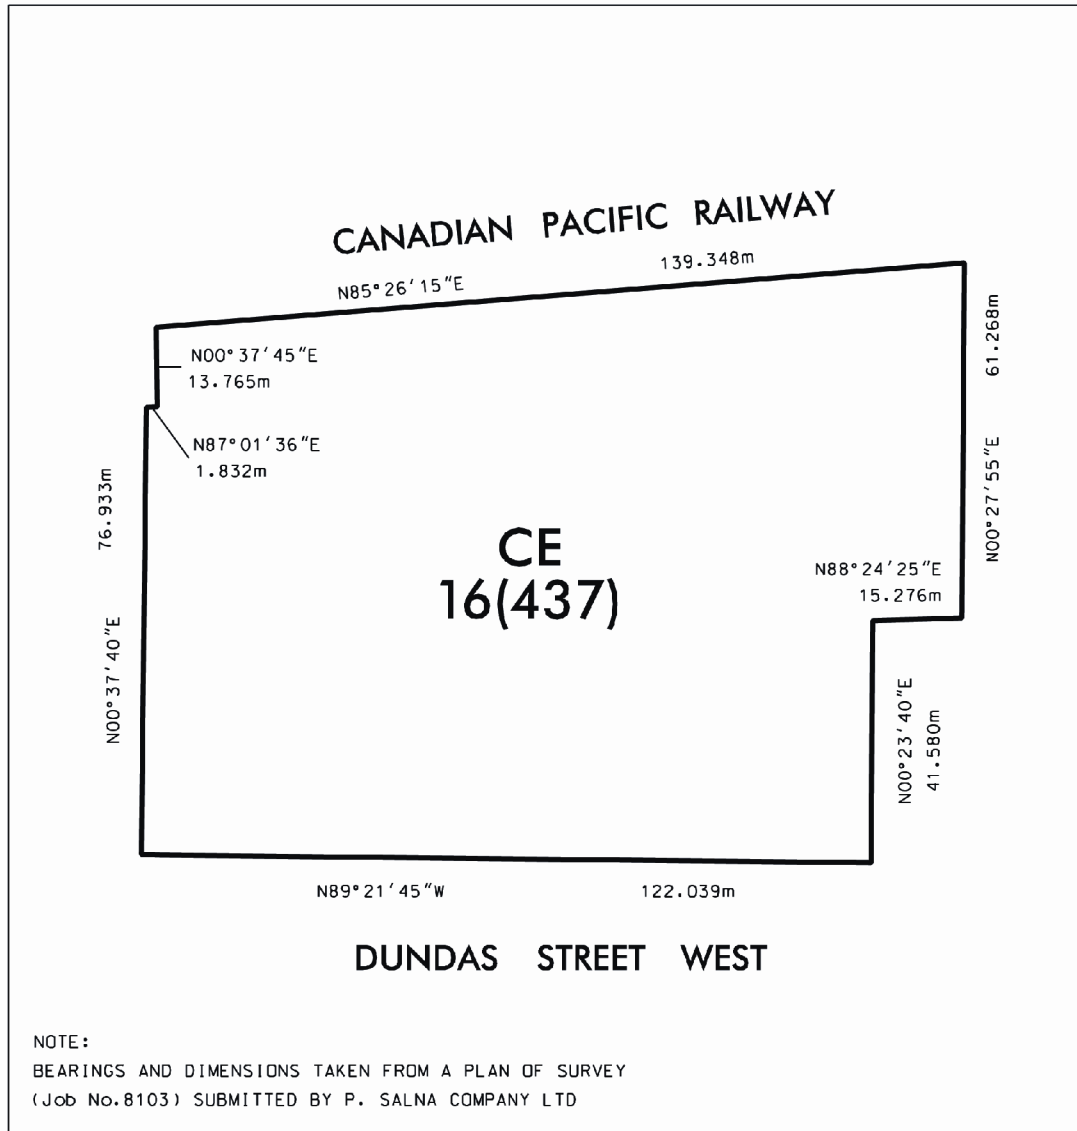 CANADIAN PACIFIC RAILWAY
139.348m
N85°26'15"E
61.268m
N00°37'45"E
13.765m
N87°01'36"E
1.832m
76.933m
N00°27'55"E
CE
16(437)
N88°24'25"E
15.276m
N00°37'40"E
N00°23'40"E
41.580m
N89°21'45"W 122.039m
DUNDAS STREET WEST
NOTE:
BEARINGS AND DIMENSIONS TAKEN FROM A PLAN OF SURVEY
(Job No.8103) SUBMITTED BY P. SALNA COMPANY LTD